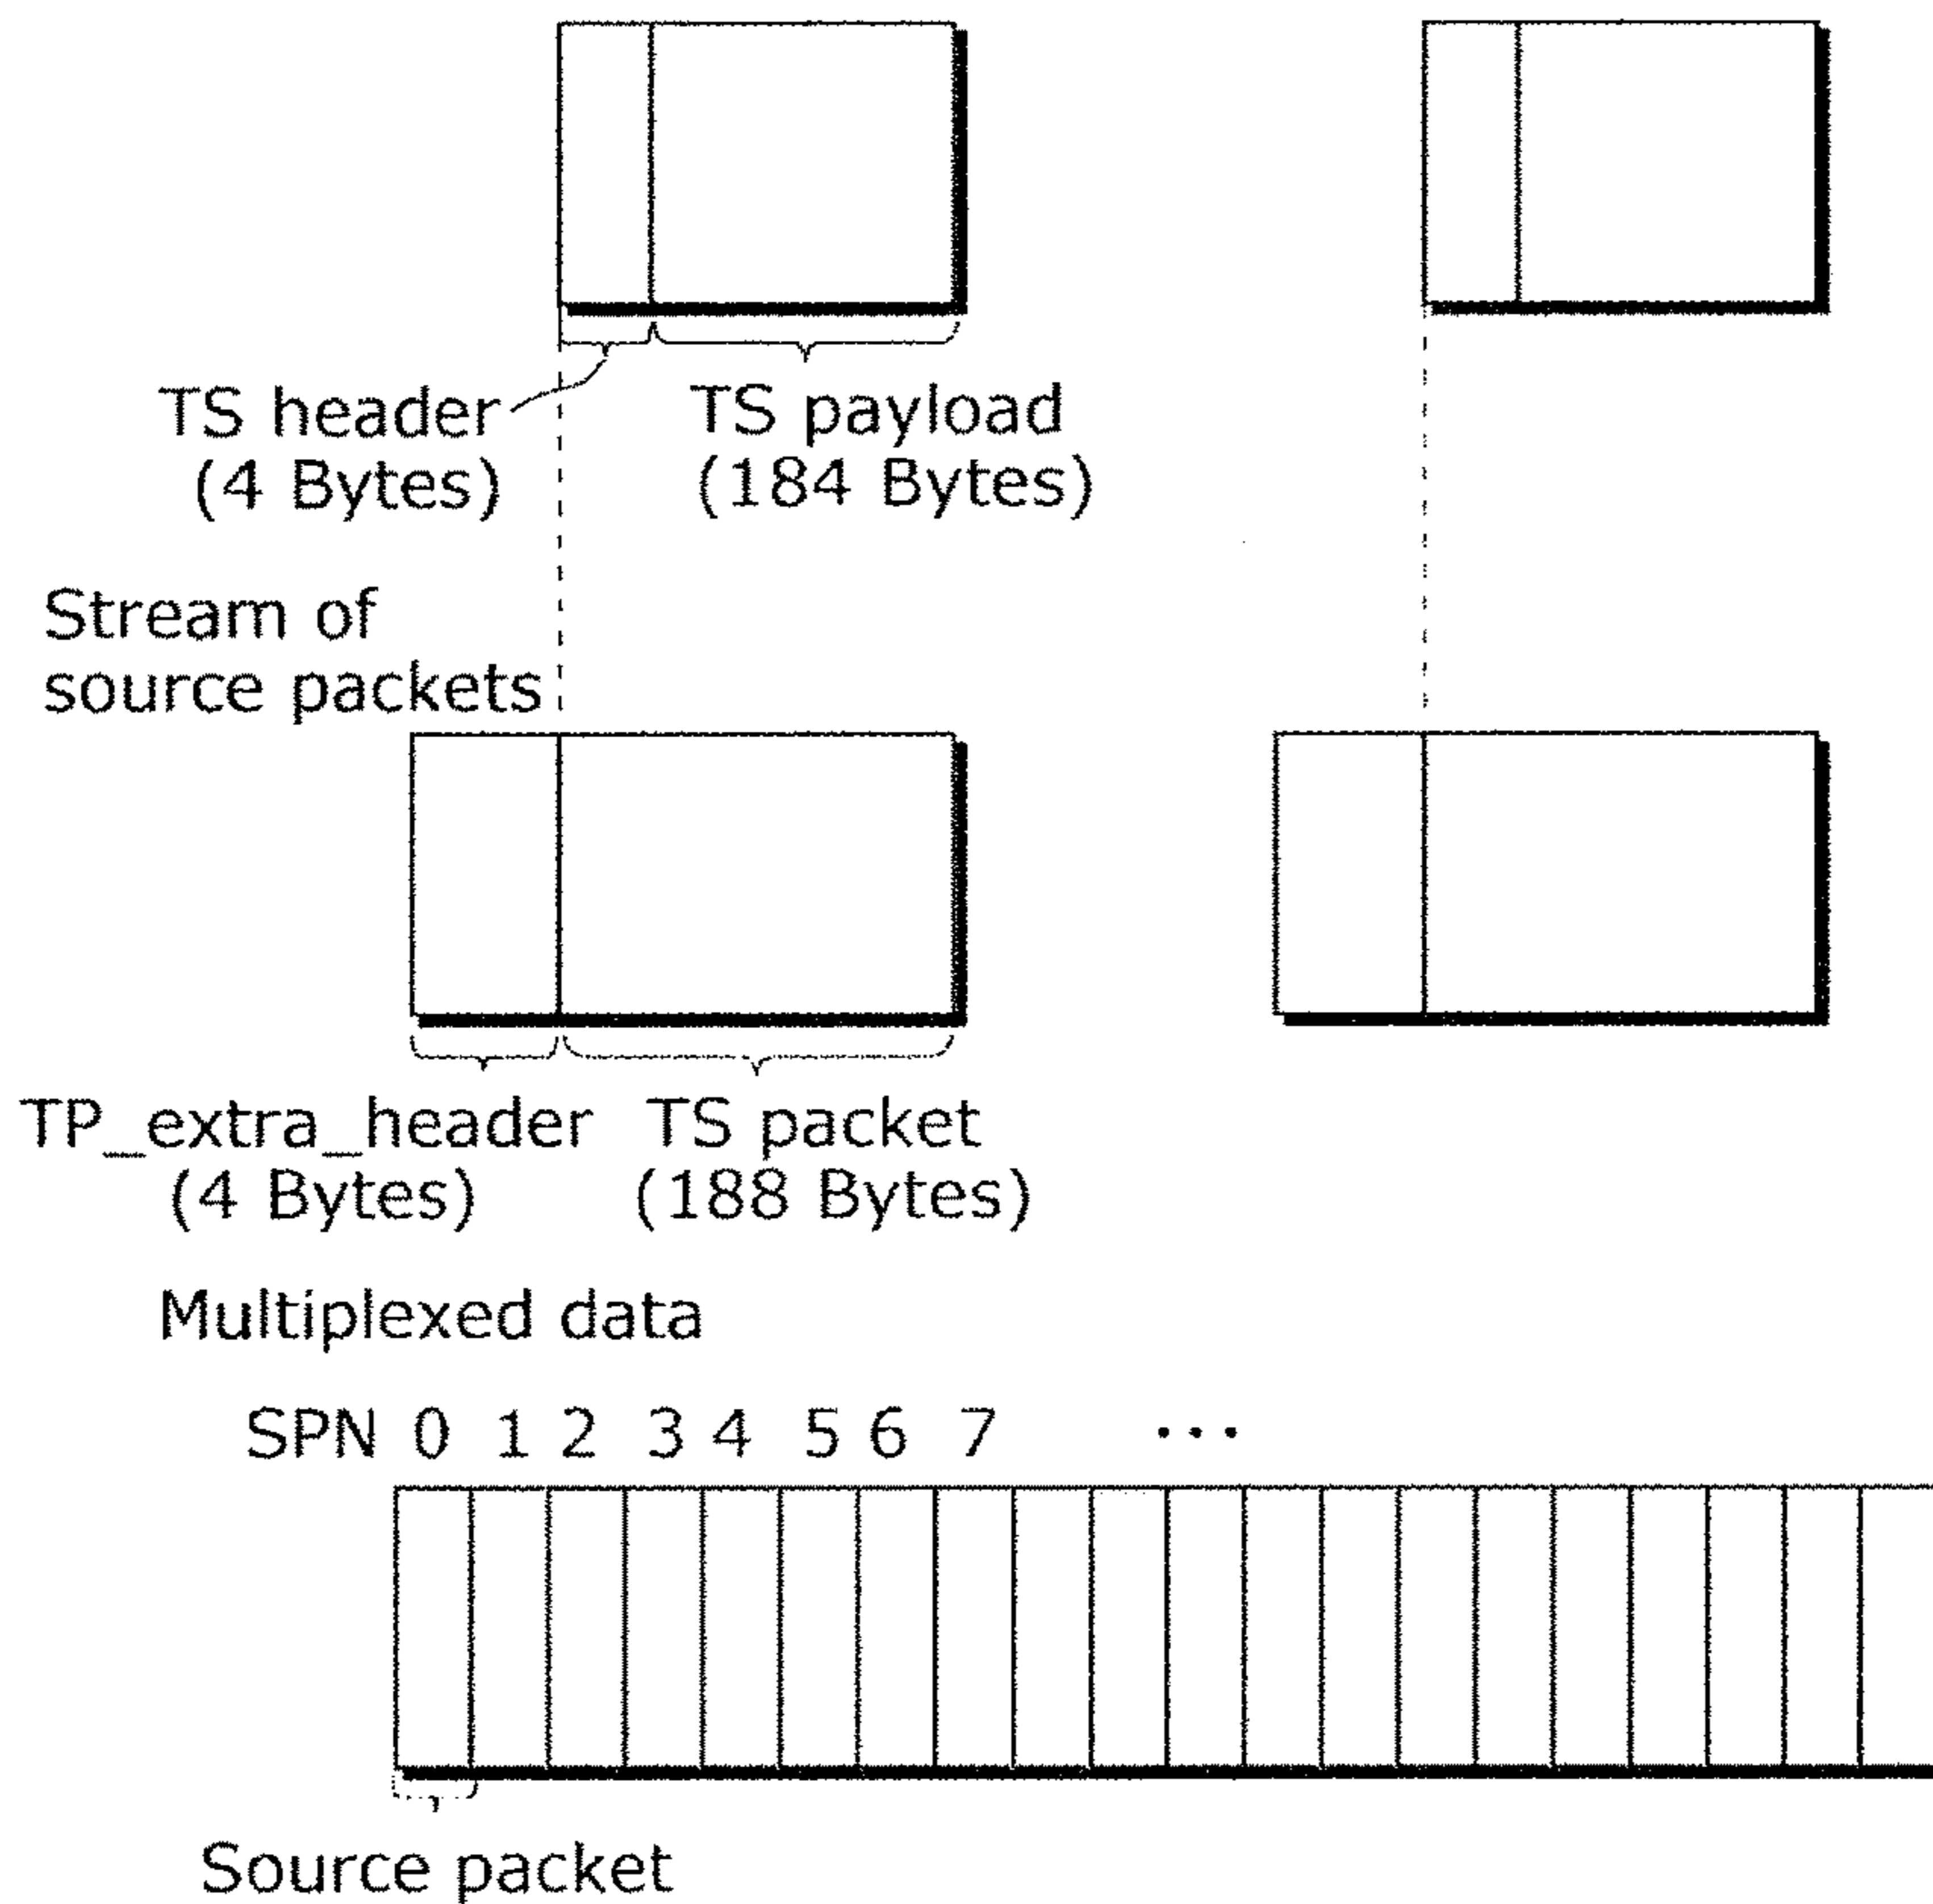 TS header TS payload
(4 Bytes) (184 Bytes)
Stream of
source packets
TP_extra_header TS packet
(4 Bytes) (188 Bytes)
Multiplexed data
SPN 0 1 2 3 4 5 6 7 ...
Source packet